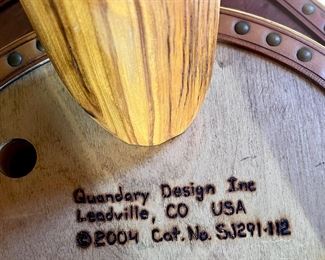 Quandary Design Inc
Leadville, CO USA
©2004 Cat. No. SJ291-112